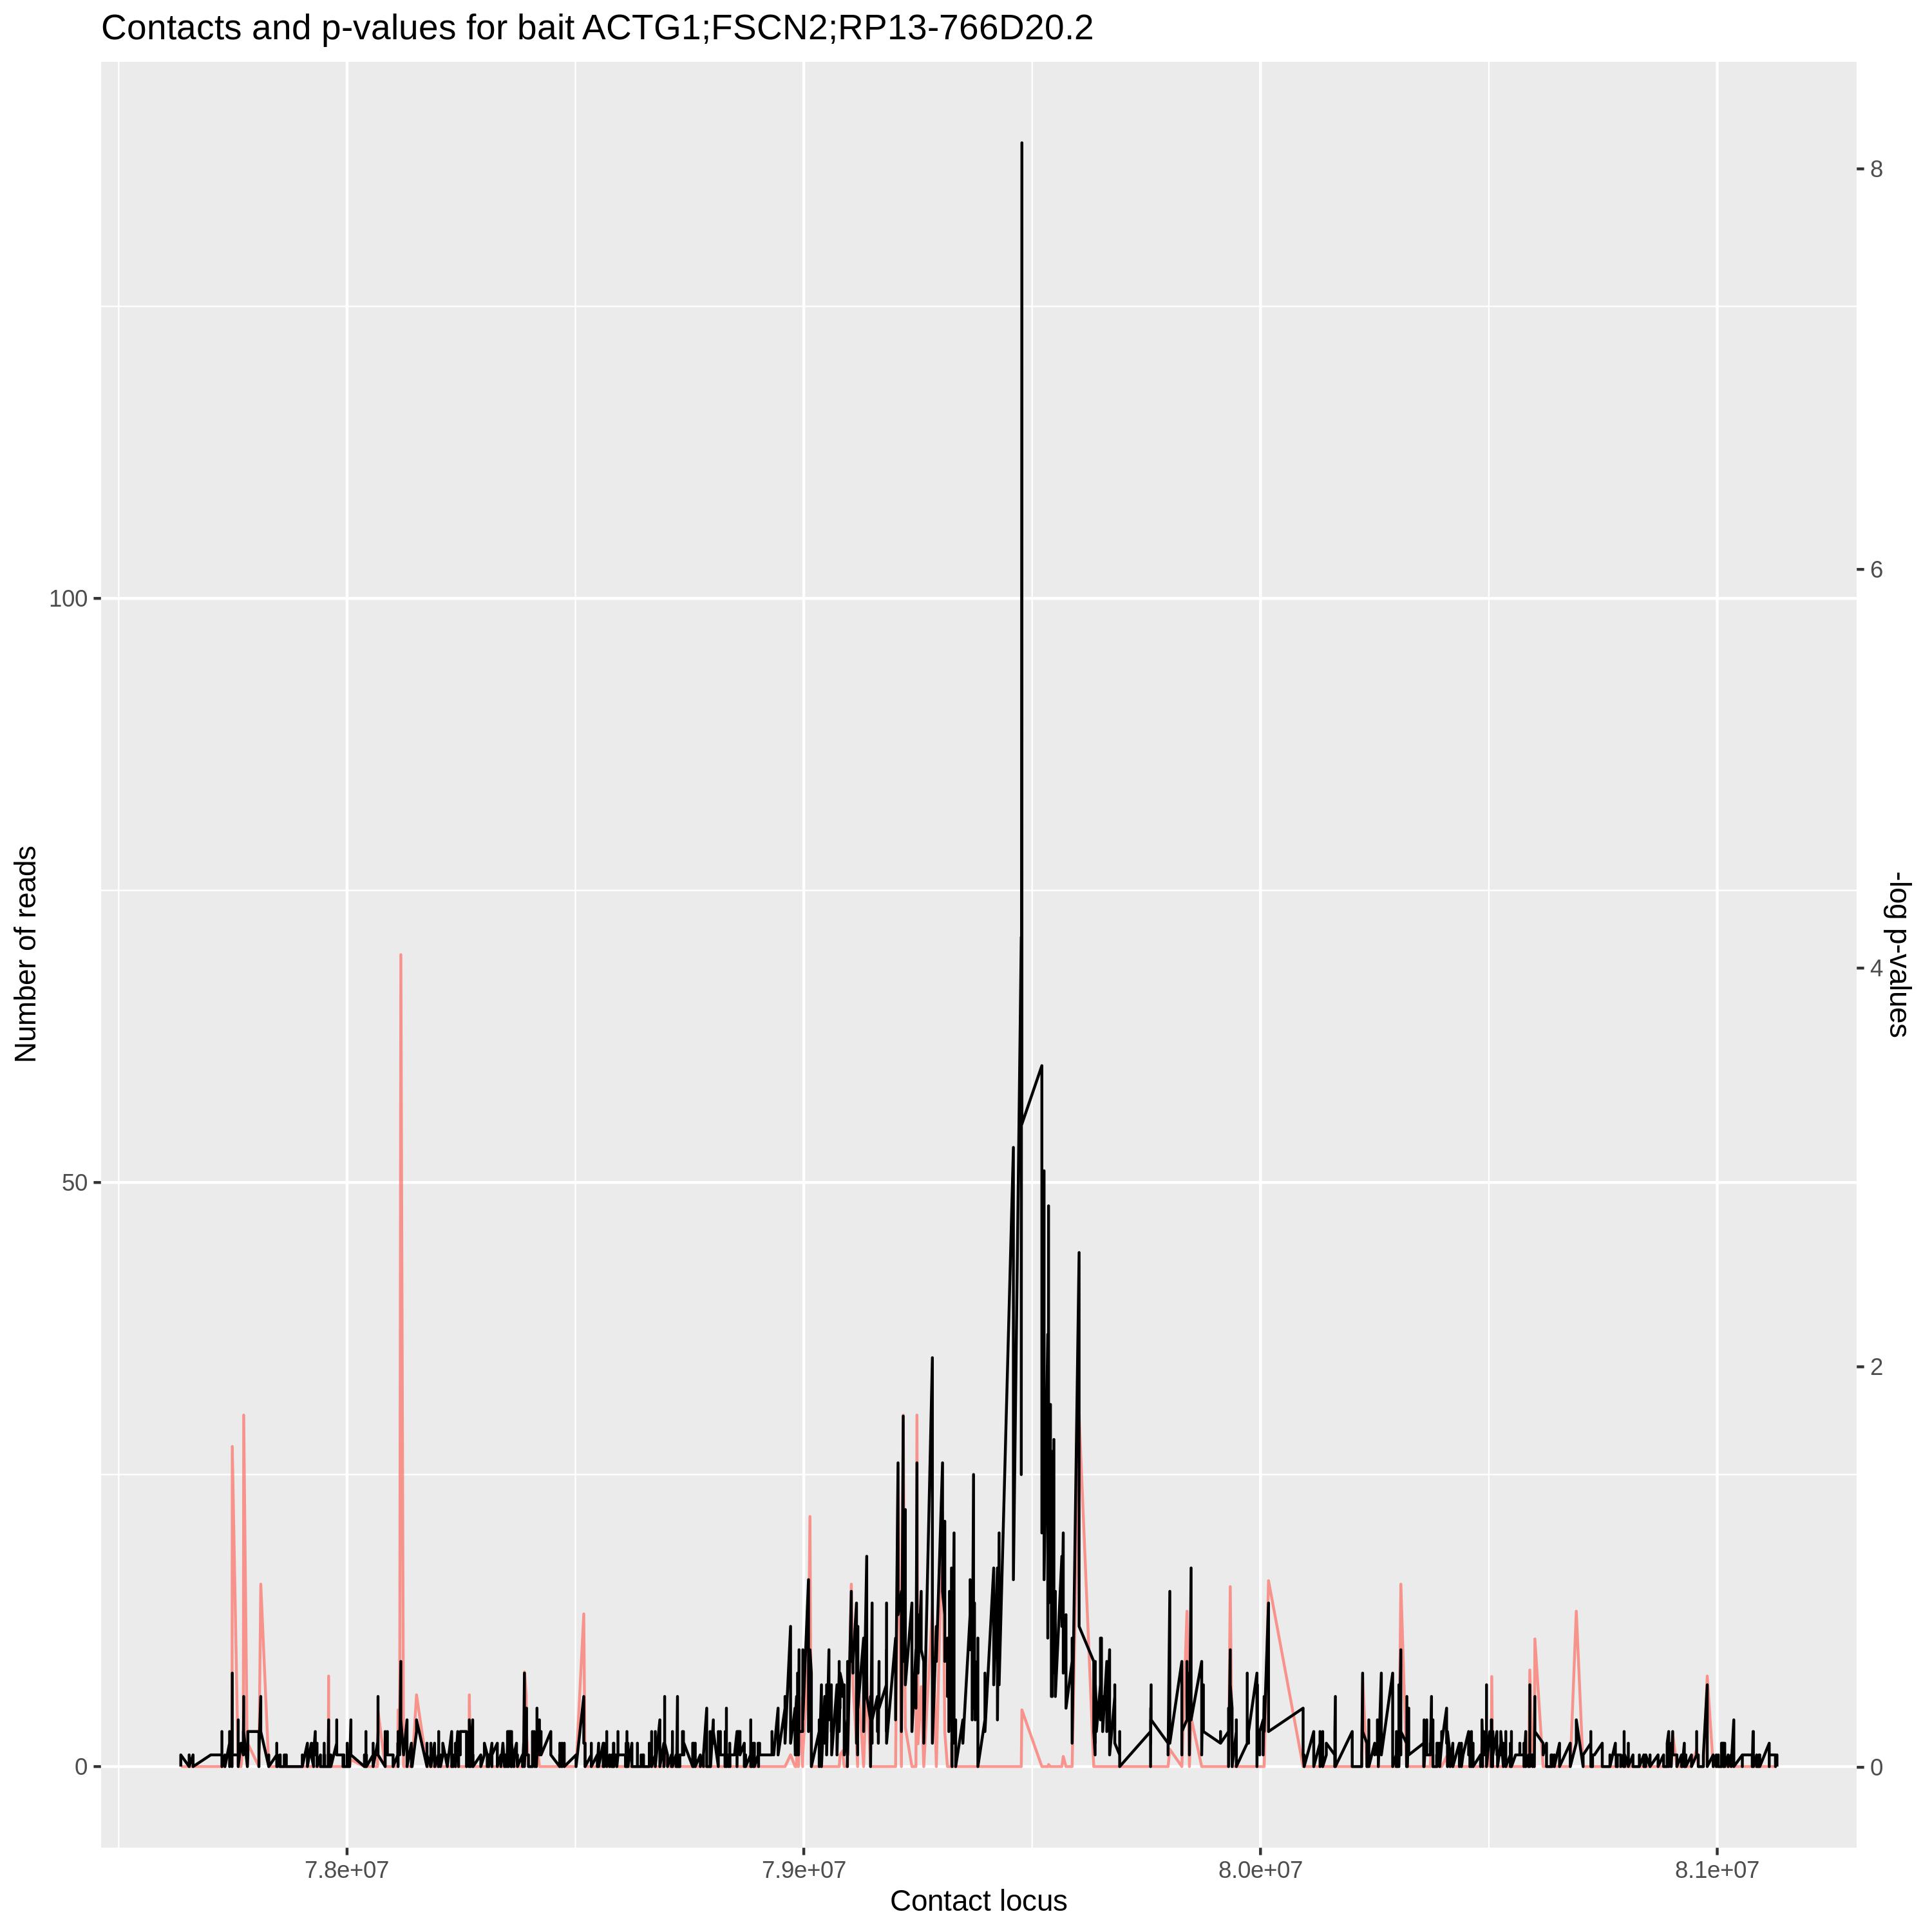 Contacts and p-values for bait ACTG1;FSCN2;RP13-766D20.2
Number of reads
100
50
0
8
6
4
2
0
-log p-values
7.8e+07
7.9e+07
8.0e+07
8.1e+07
Contact locus